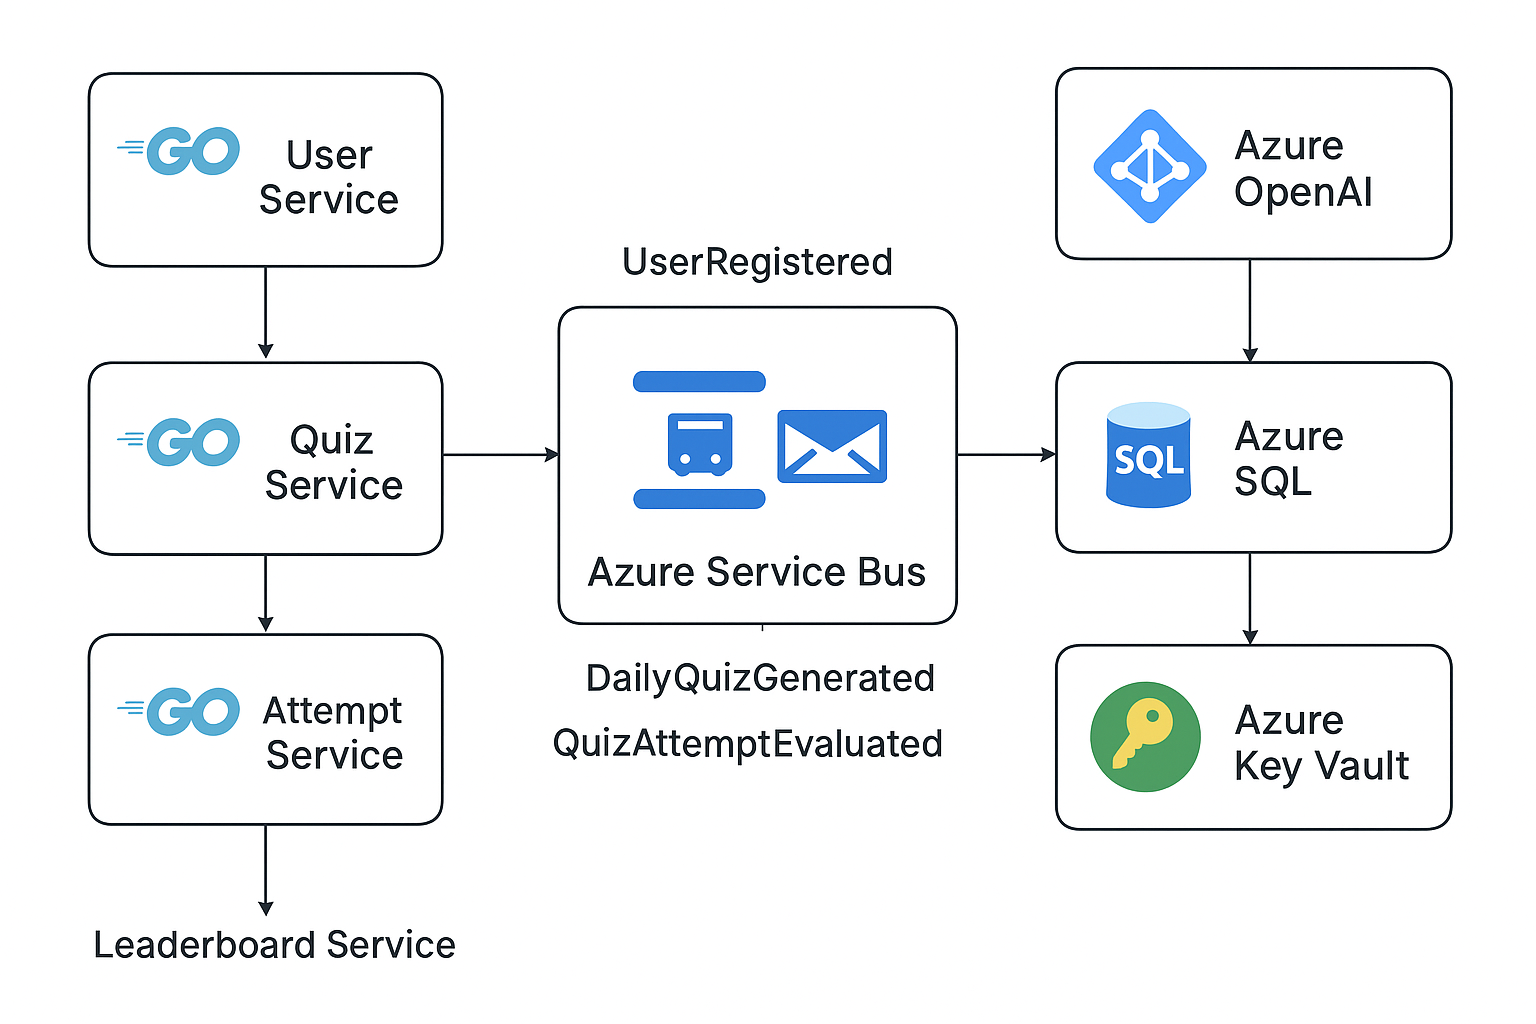 GO
User
Service
Azure
OpenAI
UserRegistered
GO
Quiz
Service
Azure Service Bus
SQL
Azure
SQL
GO
Attempt
Service
DailyQuizGenerated
QuizAttemptEvaluated
Azure
Key Vault
Leaderboard Service